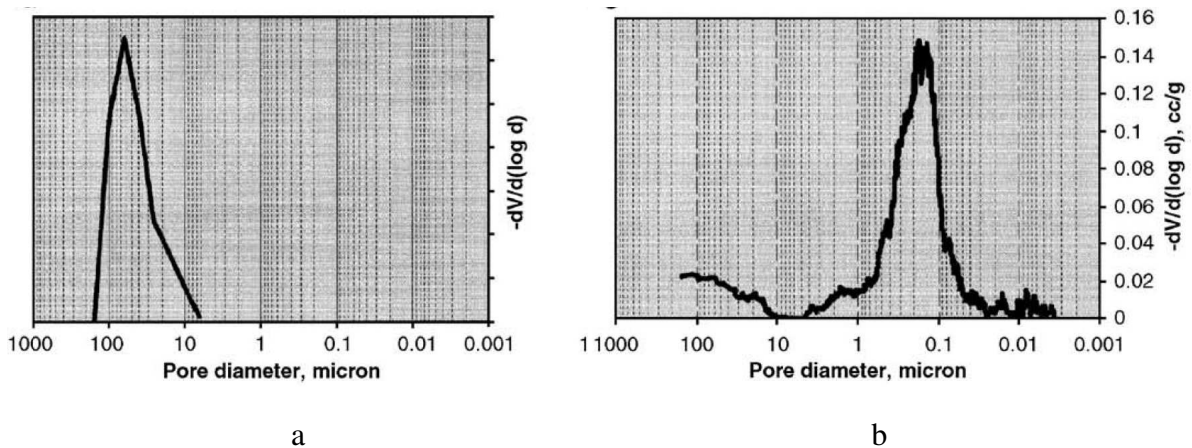 -dV/d(log d)
1000 100 10 1 0.1 0.01 0.001
Pore diameter, micron
a
0.16
0.14
0.12
0.1
0.08
0.06
0.04
0.02
0
-dV/d(log d), cc/g
11000 100 10 1 0.1 0.01 0.001
Pore diameter, micron
b